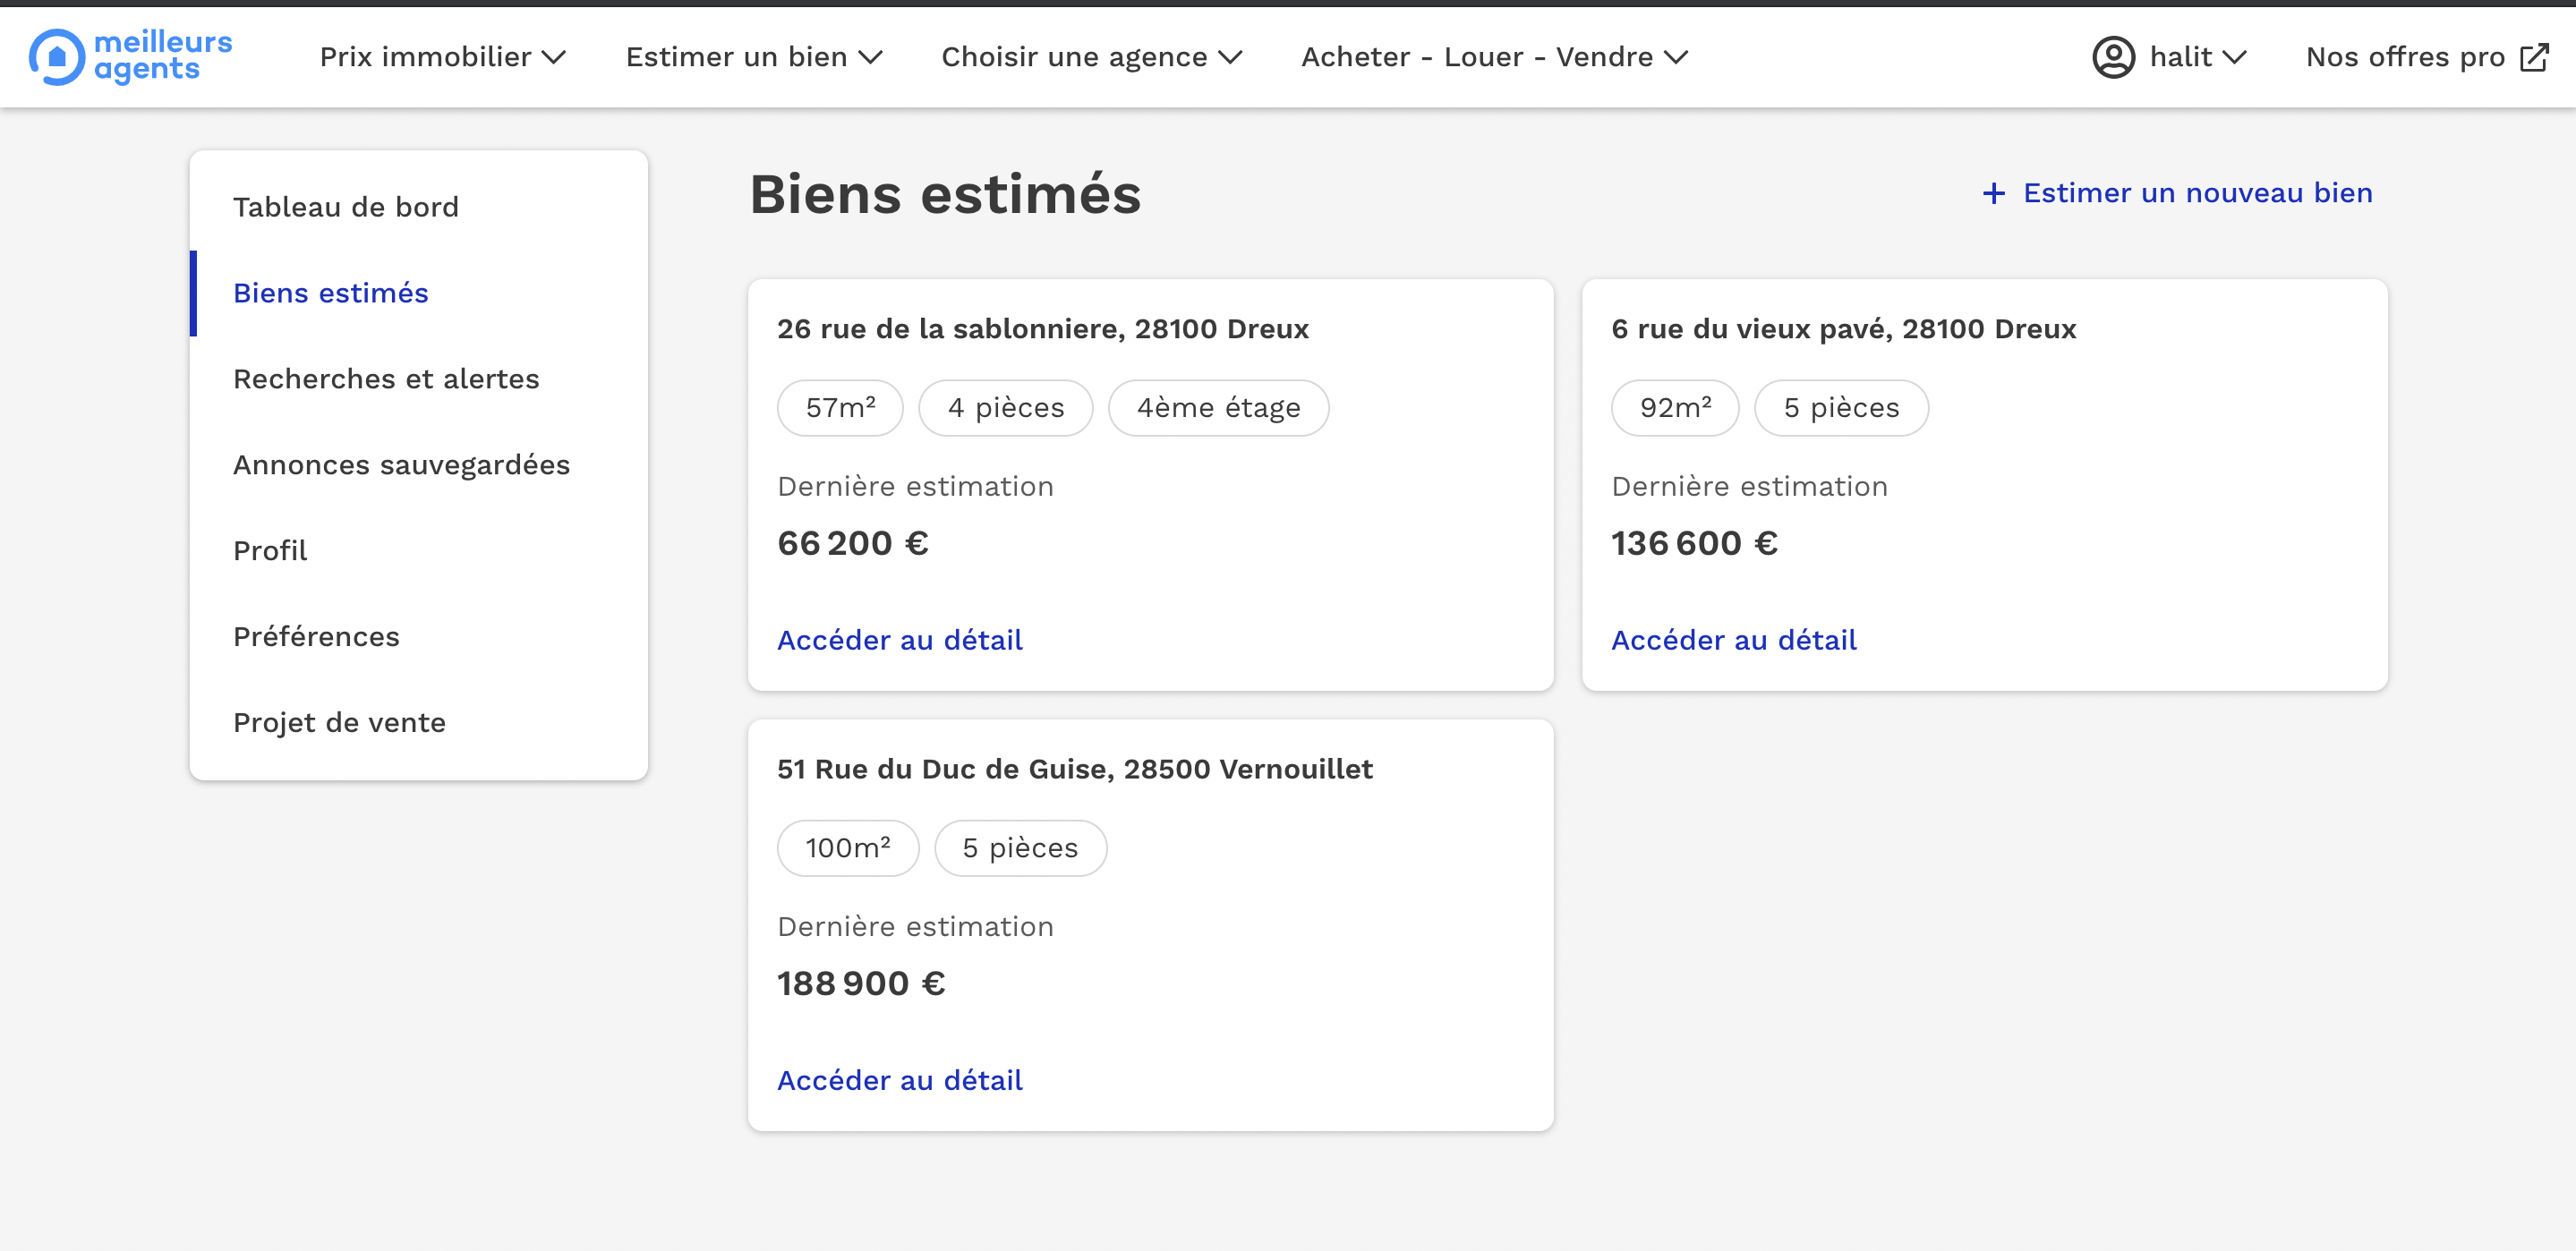 meilleurs
agents
Prix immobilier
Estimer un bien
Choisir une agence
Acheter - Louer - Vendre
halit
Nos offres pro
Tableau de bord
Biens estimés
Recherches et alertes
Annonces sauvegardées
Profil
Préférences
Projet de vente
Biens estimés
+ Estimer un nouveau bien
26 rue de la sablonniere, 28100 Dreux
57m²
4 pièces
4ème étage
Dernière estimation
66 200 €
Accéder au détail
6 rue du vieux pavé, 28100 Dreux
92m²
5 pièces
Dernière estimation
136 600 €
Accéder au détail
51 Rue du Duc de Guise, 28500 Vernouillet
100m²
5 pièces
Dernière estimation
188 900 €
Accéder au détail